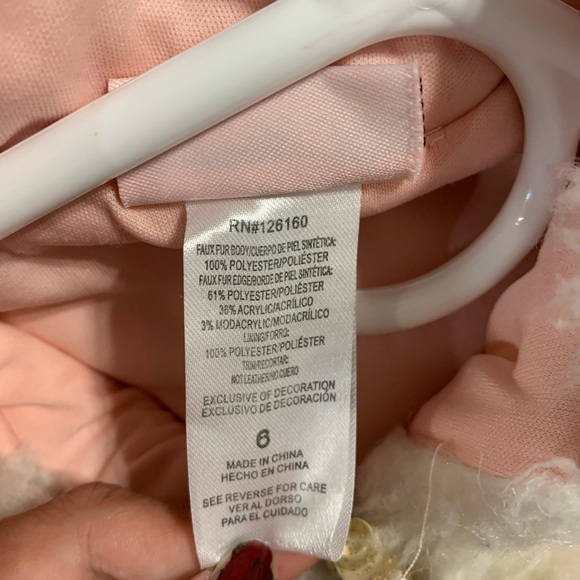 RN#126160
FAUX FUR BODY/CUERPO DE PIEL SINTÉTICA:
100% POLYESTER/POLIÉSTER
FAUX FUR EDGE/BORDE DE PIEL SINTÉTICA:
61% POLYESTER/POLIÉSTER
36% ACRYLIC/ACRÍLICO
3% MODACRYLIC/MODACRÍLICO
LINING/FORRO:
100% POLYESTER/POLIÉSTER
TRIM/RECORTAR:
NOT LEATHER/NO CUERO
EXCLUSIVE OF DECORATION
EXCLUSIVO DE DECORACIÓN
6
MADE IN CHINA
HECHO EN CHINA
SEE REVERSE FOR CARE
VER AL DORSO
PARA EL CUIDADO